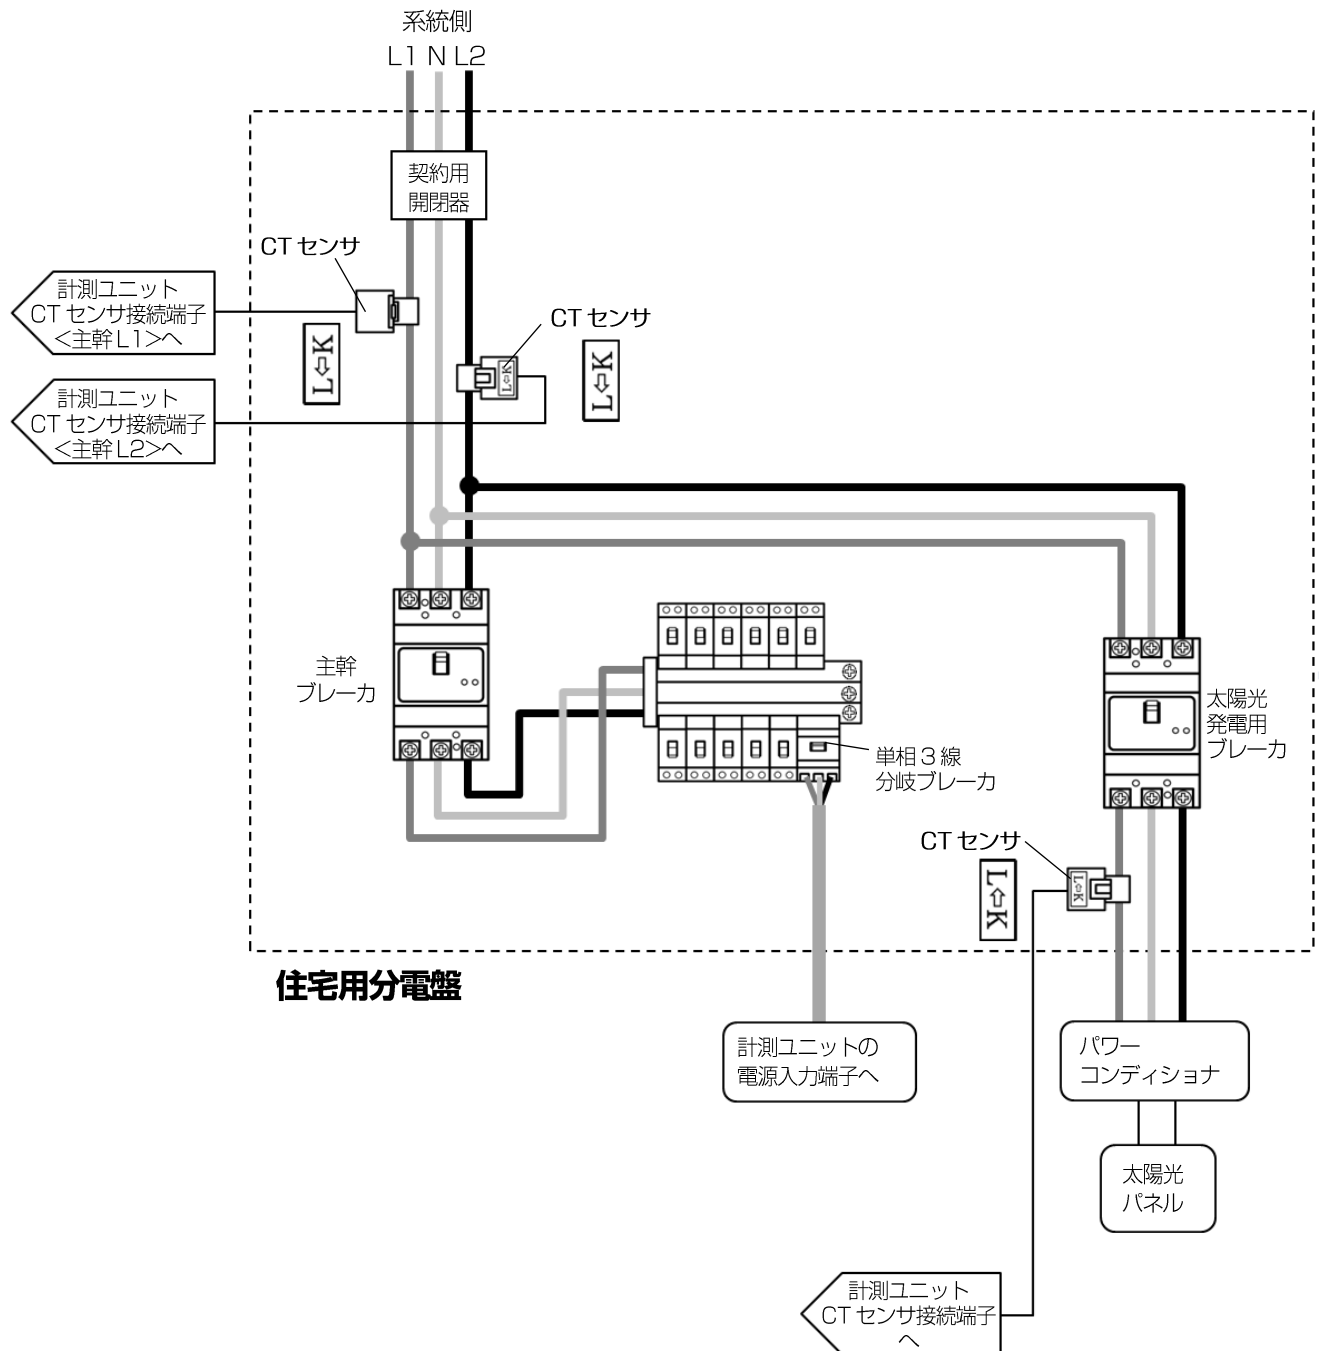 系統側
L1 N L2
契約用
開閉器
CT センサ
計測ユニット
CT センサ接続端子
<主幹 L1>へ
L⇔K
CT センサ
L⇦K
L⇦K
計測ユニット
CT センサ接続端子
<主幹 L2>へ
主幹
ブレーカ
単相 3 線
分岐ブレーカ
太陽光
発電用
ブレーカ
CT センサ
L⇦K
L⇦K
住宅用分電盤
計測ユニットの
電源入力端子へ
パワー
コンディショナ
太陽光
パネル
計測ユニット
CT センサ接続端子
へ